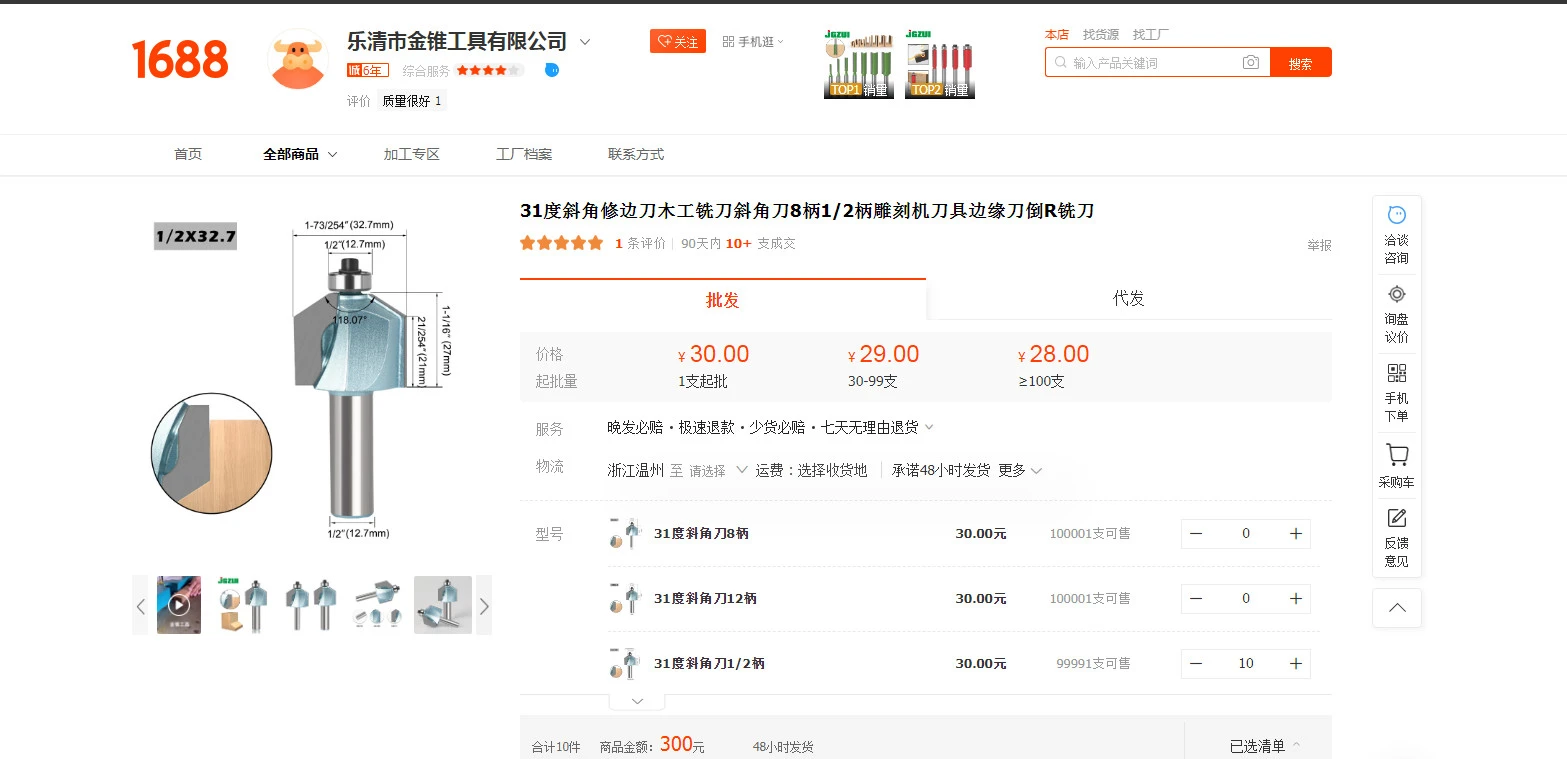 1688
乐清市金锥工具有限公司
诚6年 综合服务
评价 质量很好 1
关注 手机逛
JGZUI
TOP1 销量
JGZUI
TOP2 销量
本店 找货源 找工厂
输入产品关键词
搜索
首页 全部商品 加工专区 工厂档案 联系方式
1/2X32.7
1-73/254″(32.7mm)
1/2″(12.7mm)
118.07°
21/254″(21mm)
1-1/16″(27mm)
1/2″(12.7mm)
JGZUI
31度斜角修边刀木工铣刀斜角刀8柄1/2柄雕刻机刀具边缘刀倒R铣刀
1 条评价 90天内 10+ 支成交
举报
批发 代发
价格 ¥30.00 ¥29.00 ¥28.00
起批量 1支起批 30-99支 ≥100支
服务 晚发必赔·极速退款·少货必赔·七天无理由退货
物流 浙江温州 至 请选择 运费：选择收货地 承诺48小时发货 更多
型号 31度斜角刀8柄 30.00元 100001支可售 － 0 ＋
31度斜角刀12柄 30.00元 100001支可售 － 0 ＋
31度斜角刀1/2柄 30.00元 99991支可售 － 10 ＋
合计10件 商品金额：300元 48小时发货 已选清单
洽谈
咨询
询盘
议价
手机
下单
采购车
反馈
意见